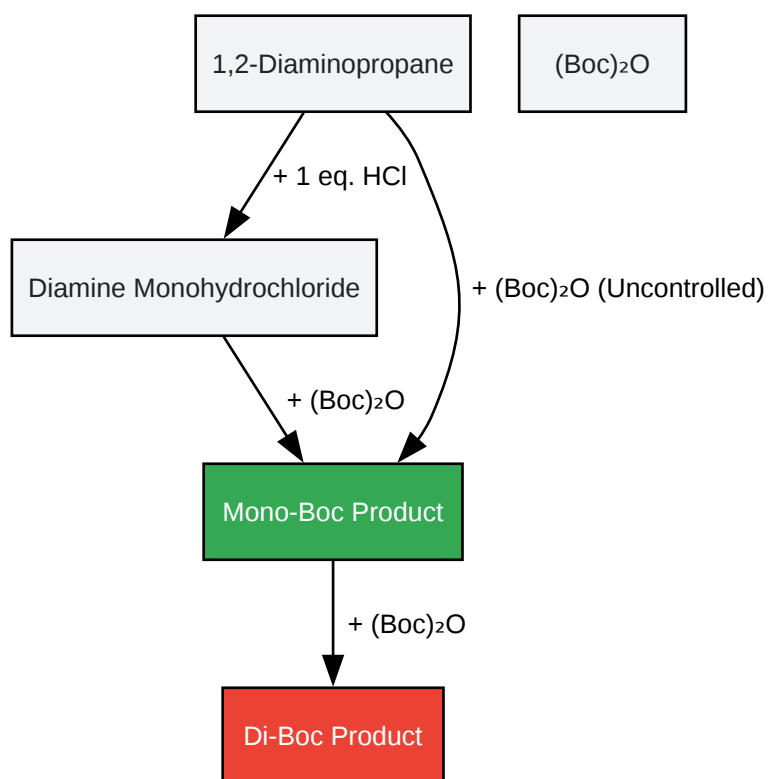 1,2-Diaminopropane
(Boc)₂O
+ 1 eq. HCl
Diamine Monohydrochloride
+ (Boc)₂O (Uncontrolled)
+ (Boc)₂O
Mono-Boc Product
+ (Boc)₂O
Di-Boc Product